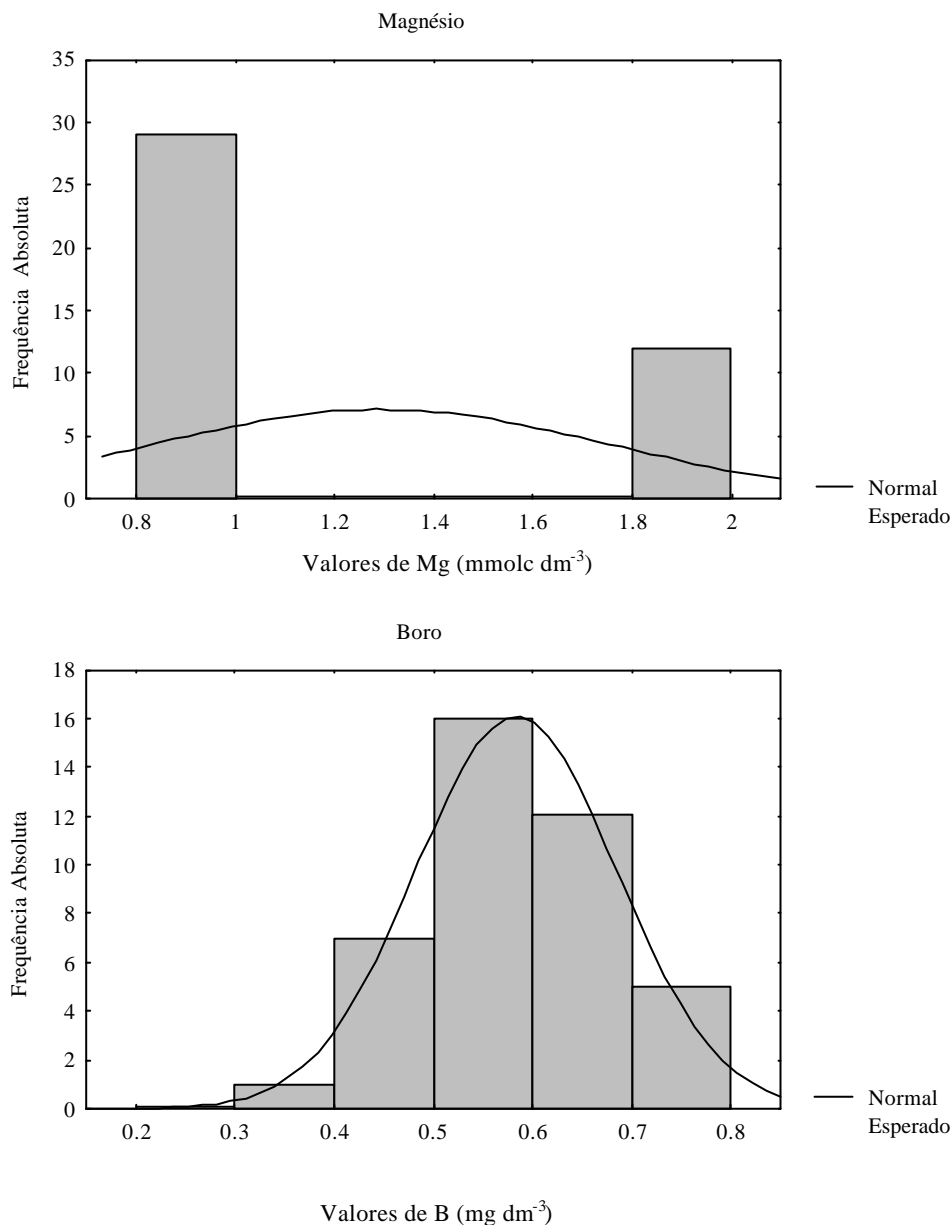 Magnésio
35
30
25
20
15
10
5
0
Frequência Absoluta
0.8 1 1.2 1.4 1.6 1.8 2
Valores de Mg (mmolc dm-3)
Normal
Esperado
Boro
18
16
14
12
10
8
6
4
2
0
Frequência Absoluta
0.2 0.3 0.4 0.5 0.6 0.7 0.8
Valores de B (mg dm-3)
Normal
Esperado